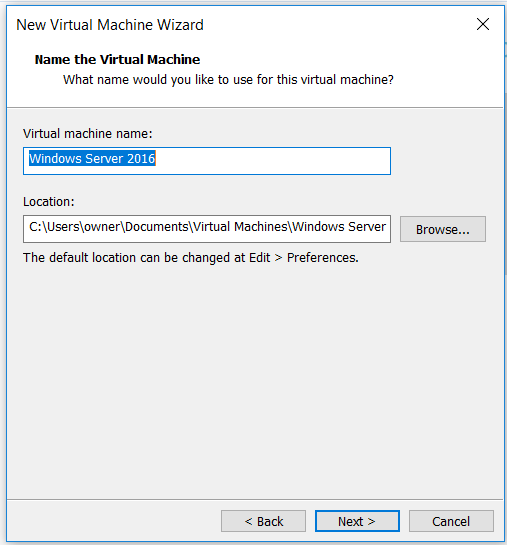 New Virtual Machine Wizard
Name the Virtual Machine
What name would you like to use for this virtual machine?
Virtual machine name:
Windows Server 2016
Location:
C:\Users\owner\Documents\Virtual Machines\Windows Server
Browse...
The default location can be changed at Edit > Preferences.
< Back
Next >
Cancel